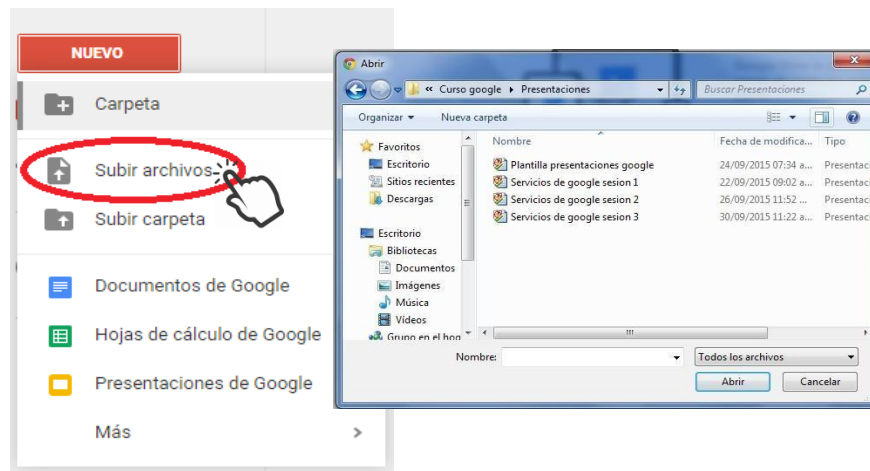 NUEVO
Carpeta
Subir archivos
Subir carpeta
Documentos de Google
Hojas de cálculo de Google
Presentaciones de Google
Más
Abrir
« Curso google Presentaciones
Buscar Presentaciones
Organizar Nueva carpeta
Favoritos
Escritorio
Sitios recientes
Descargas
Escritorio
Bibliotecas
Documentos
Imágenes
Música
Vídeos
Grupo en el hog
Nombre Fecha de modifica... Tipo
Plantilla presentaciones google 24/09/2015 07:34 a... Presentac
Servicios de google sesion 1 22/09/2015 09:02 a... Presentac
Servicios de google sesion 2 26/09/2015 11:52 ... Presentac
Servicios de google sesion 3 30/09/2015 11:22 a... Presentac
Nombre: Todos los archivos
Abrir Cancelar